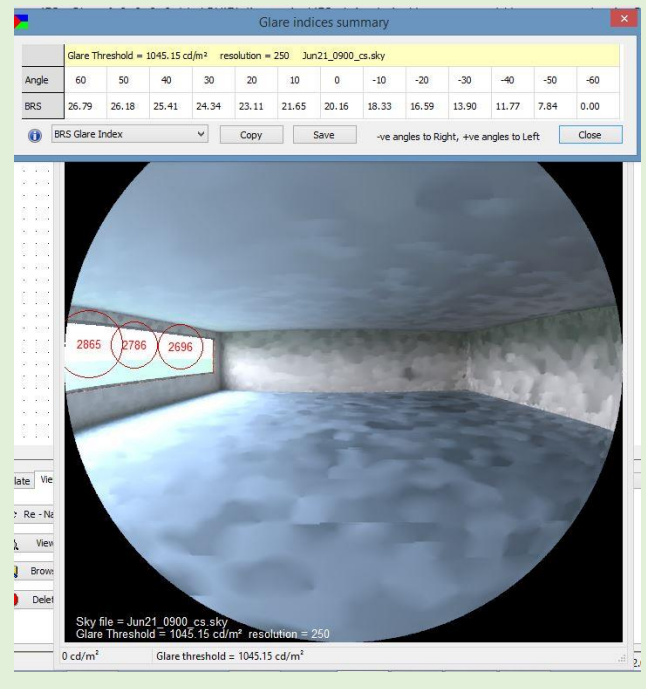 Glare indices summary
Glare Threshold = 1045.15 cd/m² resolution = 250 Jun21_0900_cs.sky
Angle 60 50 40 30 20 10 0 -10 -20 -30 -40 -50 -60
BRS 26.79 26.18 25.41 24.34 23.11 21.65 20.16 18.33 16.59 13.90 11.77 7.84 0.00
BRS Glare Index Copy Save -ve angles to Right, +ve angles to Left Close
2865 2786 2696
late Vie
Re - Na
View
Brows
Delet
Sky file = Jun21_0900_cs.sky
Glare Threshold = 1045.15 cd/m² resolution = 250
0 cd/m² Glare threshold = 1045.15 cd/m²